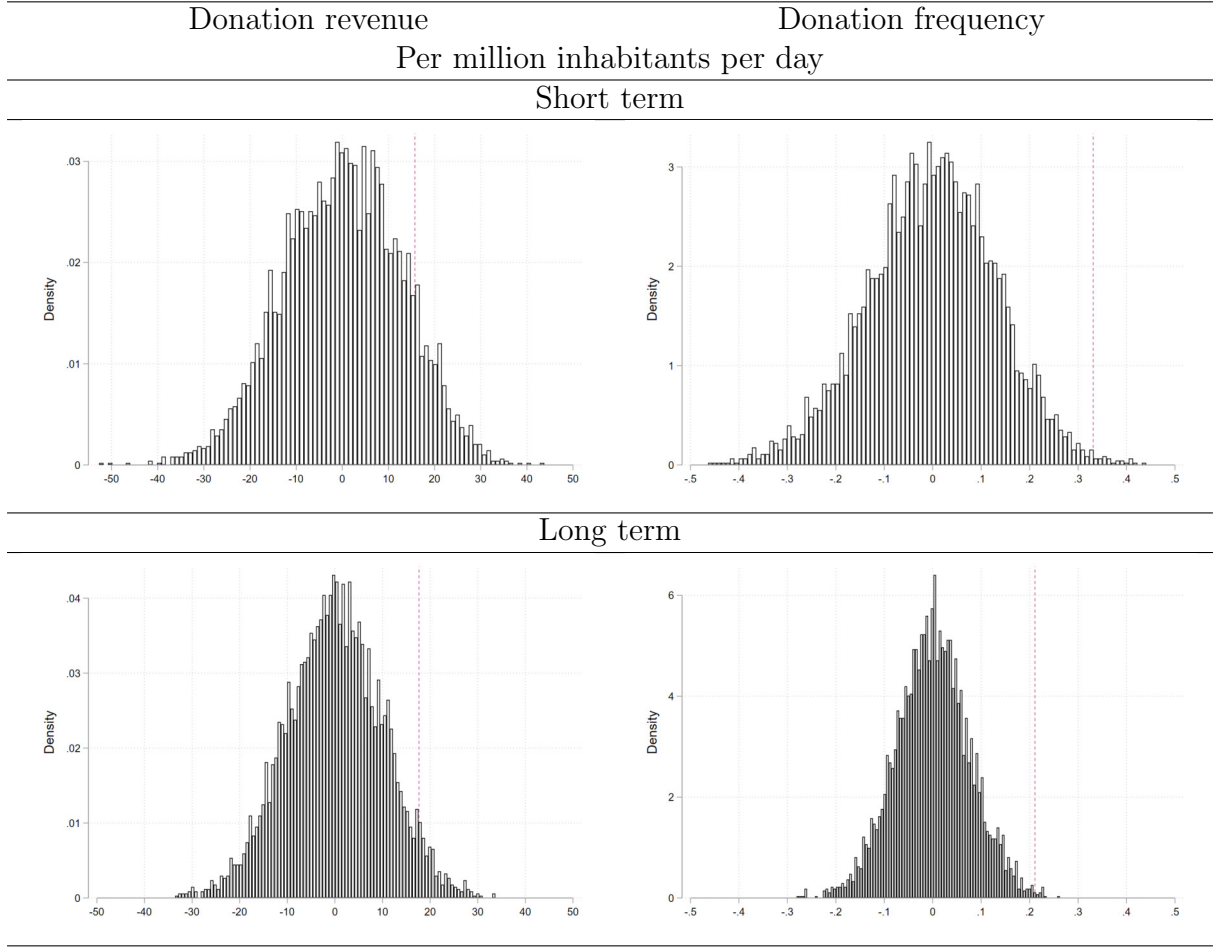 Donation revenue Donation frequency
Per million inhabitants per day
Short term
Density
.03
.02
.01
0
-50 -40 -30 -20 -10 0 10 20 30 40 50
Density
3
2
1
0
-.5 -.4 -.3 -.2 -.1 0 .1 .2 .3 .4 .5
Long term
Density
.04
.03
.02
.01
0
-50 -40 -30 -20 -10 0 10 20 30 40 50
Density
6
4
2
0
-.5 -.4 -.3 -.2 -.1 0 .1 .2 .3 .4 .5